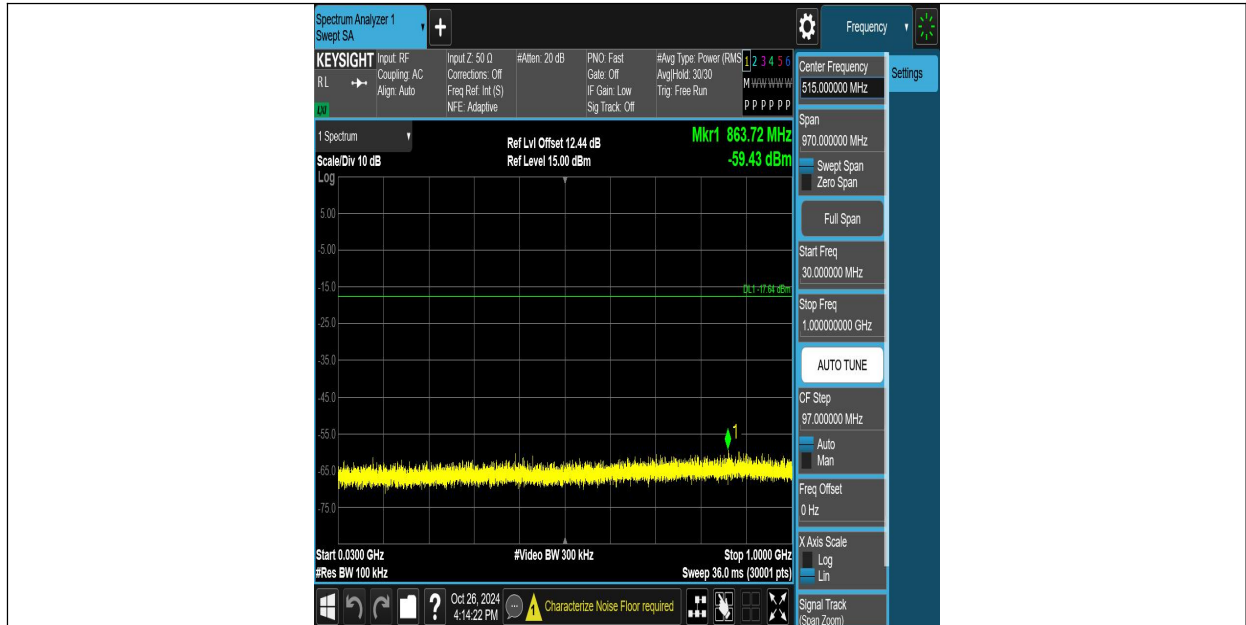 Spectrum Analyzer 1
Swept SA
+
Frequency
KEYSIGHT
RL
LXI
Input: RF
Coupling: AC
Align: Auto
Input Z: 50 Ω
Corrections: Off
Freq Ref: Int (S)
NFE: Adaptive
#Atten: 20 dB
PNO: Fast
Gate: Off
IF Gain: Low
Sig Track: Off
#Avg Type: Power (RMS
Avg|Hold: 30/30
Trig: Free Run
1 2 3 4 5 6
M W W W W W
P P P P P P
1 Spectrum
Scale/Div 10 dB
Ref Lvl Offset 12.44 dB
Ref Level 15.00 dBm
Mkr1 863.72 MHz
-59.43 dBm
Log
5.00
-5.00
-15.0
DL1 -17.64 dBm
-25.0
-35.0
-45.0
-55.0
1
-65.0
-75.0
Start 0.0300 GHz
#Res BW 100 kHz
#Video BW 300 kHz
Stop 1.0000 GHz
Sweep 36.0 ms (30001 pts)
?
Oct 26, 2024
4:14:22 PM
1
Characterize Noise Floor required
Center Frequency
515.000000 MHz
Settings
Span
970.000000 MHz
Swept Span
Zero Span
Full Span
Start Freq
30.000000 MHz
Stop Freq
1.000000000 GHz
AUTO TUNE
CF Step
97.000000 MHz
Auto
Man
Freq Offset
0 Hz
X Axis Scale
Log
Lin
Signal Track
(Span Zoom)